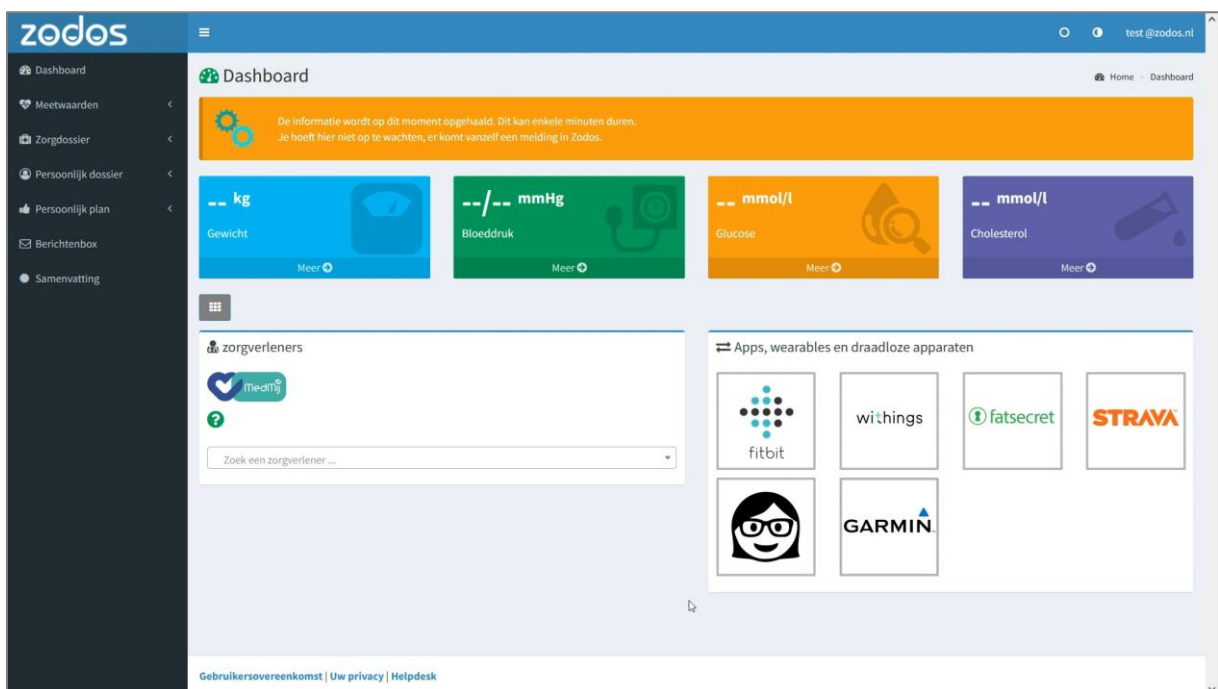 zodos
test @zodos.nl
Dashboard
Meetwaarden
Zorgdossier
Persoonlijk dossier
Persoonlijk plan
Berichtenbox
Samenvatting
Dashboard
Home > Dashboard
De informatie wordt op dit moment opgehaald. Dit kan enkele minuten duren.
Je hoeft hier niet op te wachten, er komt vanzelf een melding in Zodos.
-- kg
Gewicht
Meer
--/-- mmHg
Bloeddruk
Meer
-- mmol/l
Glucose
Meer
-- mmol/l
Cholesterol
Meer
zorgverleners
medmij
?
Zoek een zorgverlener ...
Apps, wearables en draadloze apparaten
fitbit
withings
fatsecret
STRAVA
GARMIN
Gebruikersovereenkomst | Uw privacy | Helpdesk